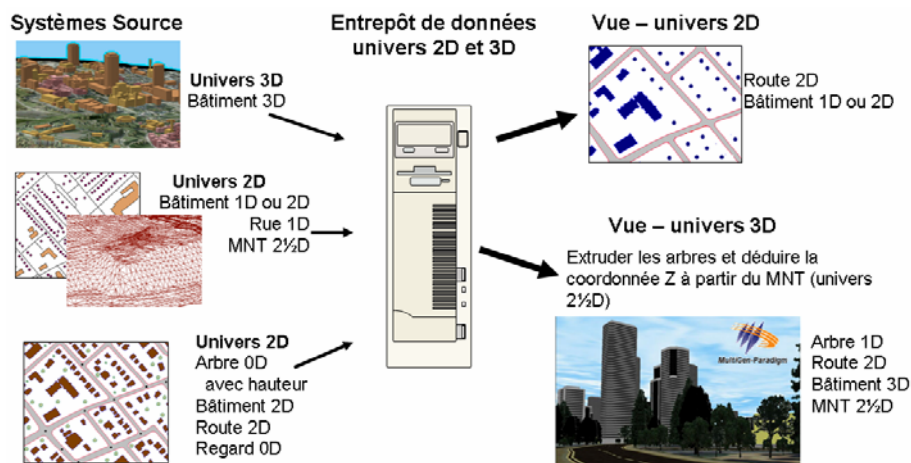 Systèmes Source
Univers 3D
Bâtiment 3D
Univers 2D
Bâtiment 1D ou 2D
Rue 1D
MNT 2½D
Univers 2D
Arbre 0D
avec hauteur
Bâtiment 2D
Route 2D
Regard 0D
Entrepôt de données
univers 2D et 3D
Vue – univers 2D
Route 2D
Bâtiment 1D ou 2D
Vue – univers 3D
Extruder les arbres et déduire la
coordonnée Z à partir du MNT (univers
2½D)
MultiGen-Paradigm
Arbre 1D
Route 2D
Bâtiment 3D
MNT 2½D